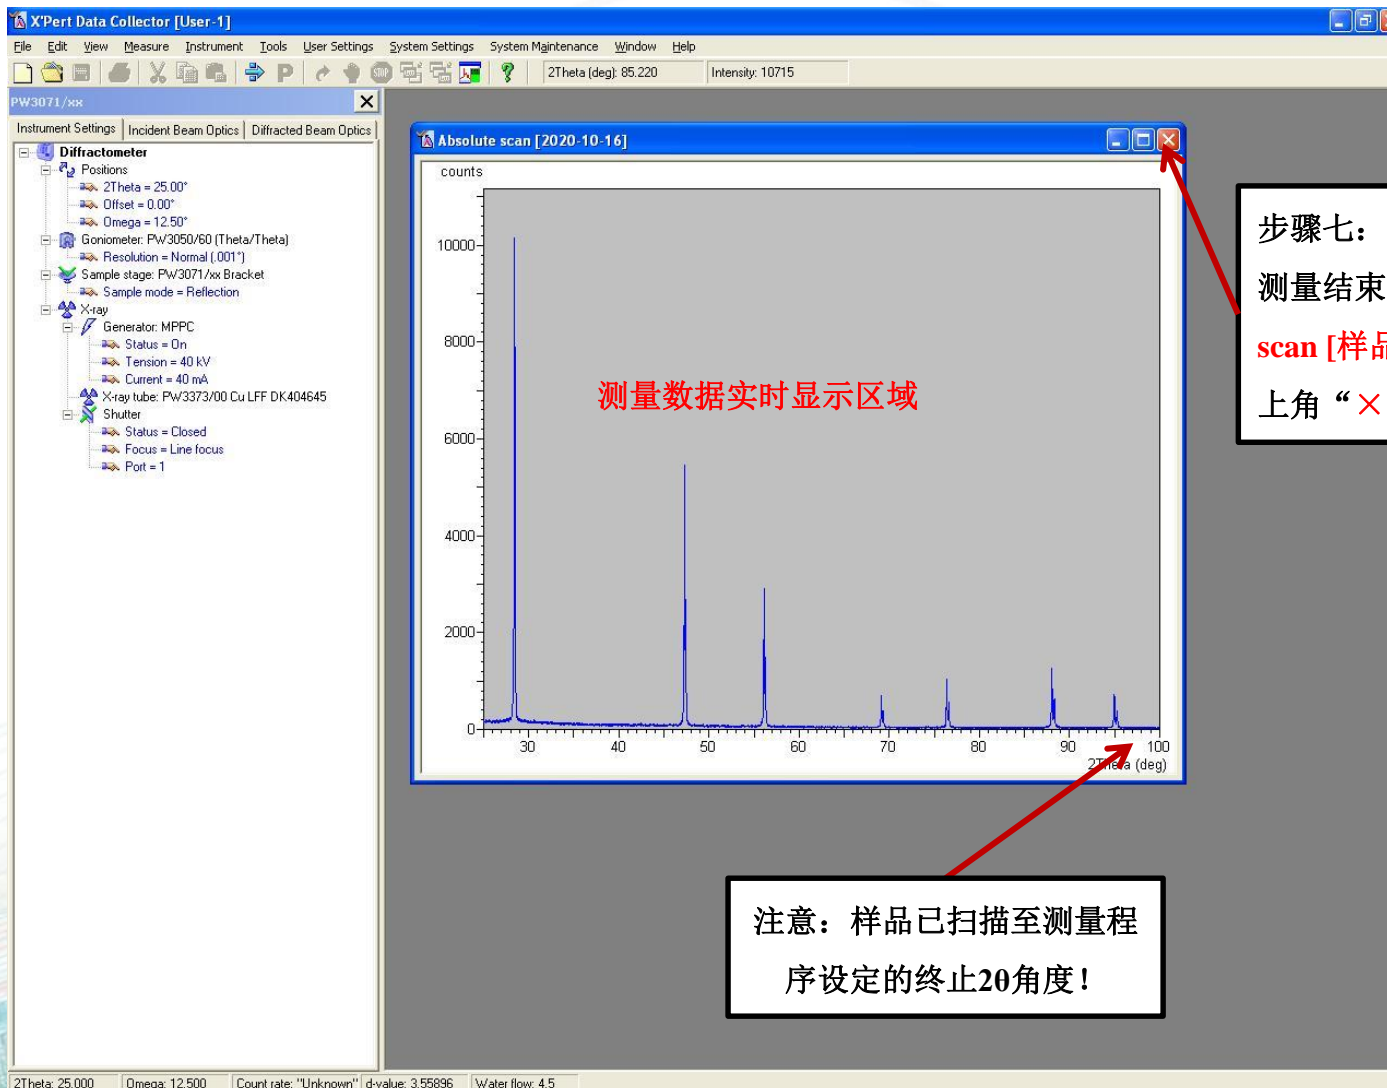 X'Pert Data Collector [User-1]
File Edit View Measure Instrument Tools User Settings System Settings System Maintenance Window Help
STOP P 2Theta (deg): 85.220 Intensity: 10715
PW3071/xx
Instrument Settings Incident Beam Optics Diffracted Beam Optics
Diffractometer
Positions
2Theta = 25.00°
Offset = 0.00°
Omega = 12.50°
Goniometer: PW3050/60 (Theta/Theta)
Resolution = Normal (.001°)
Sample stage: PW3071/xx Bracket
Sample mode = Reflection
X-ray
Generator: MPPC
Status = On
Tension = 40 kV
Current = 40 mA
X-ray tube: PW3373/00 Cu LFF DK404645
Shutter
Status = Closed
Focus = Line focus
Port = 1
Absolute scan [2020-10-16]
counts
10000
8000
6000
4000
2000
0
30 40 50 60 70 80 90 100
2Theta (deg)
测量数据实时显示区域
步骤七：
测量结束
scan [样品
上角“×
注意：样品已扫描至测量程
序设定的终止2θ角度！
2Theta: 25.000 Omega: 12.500 Count rate: "Unknown" d-value: 3.55896 Water flow: 4.5